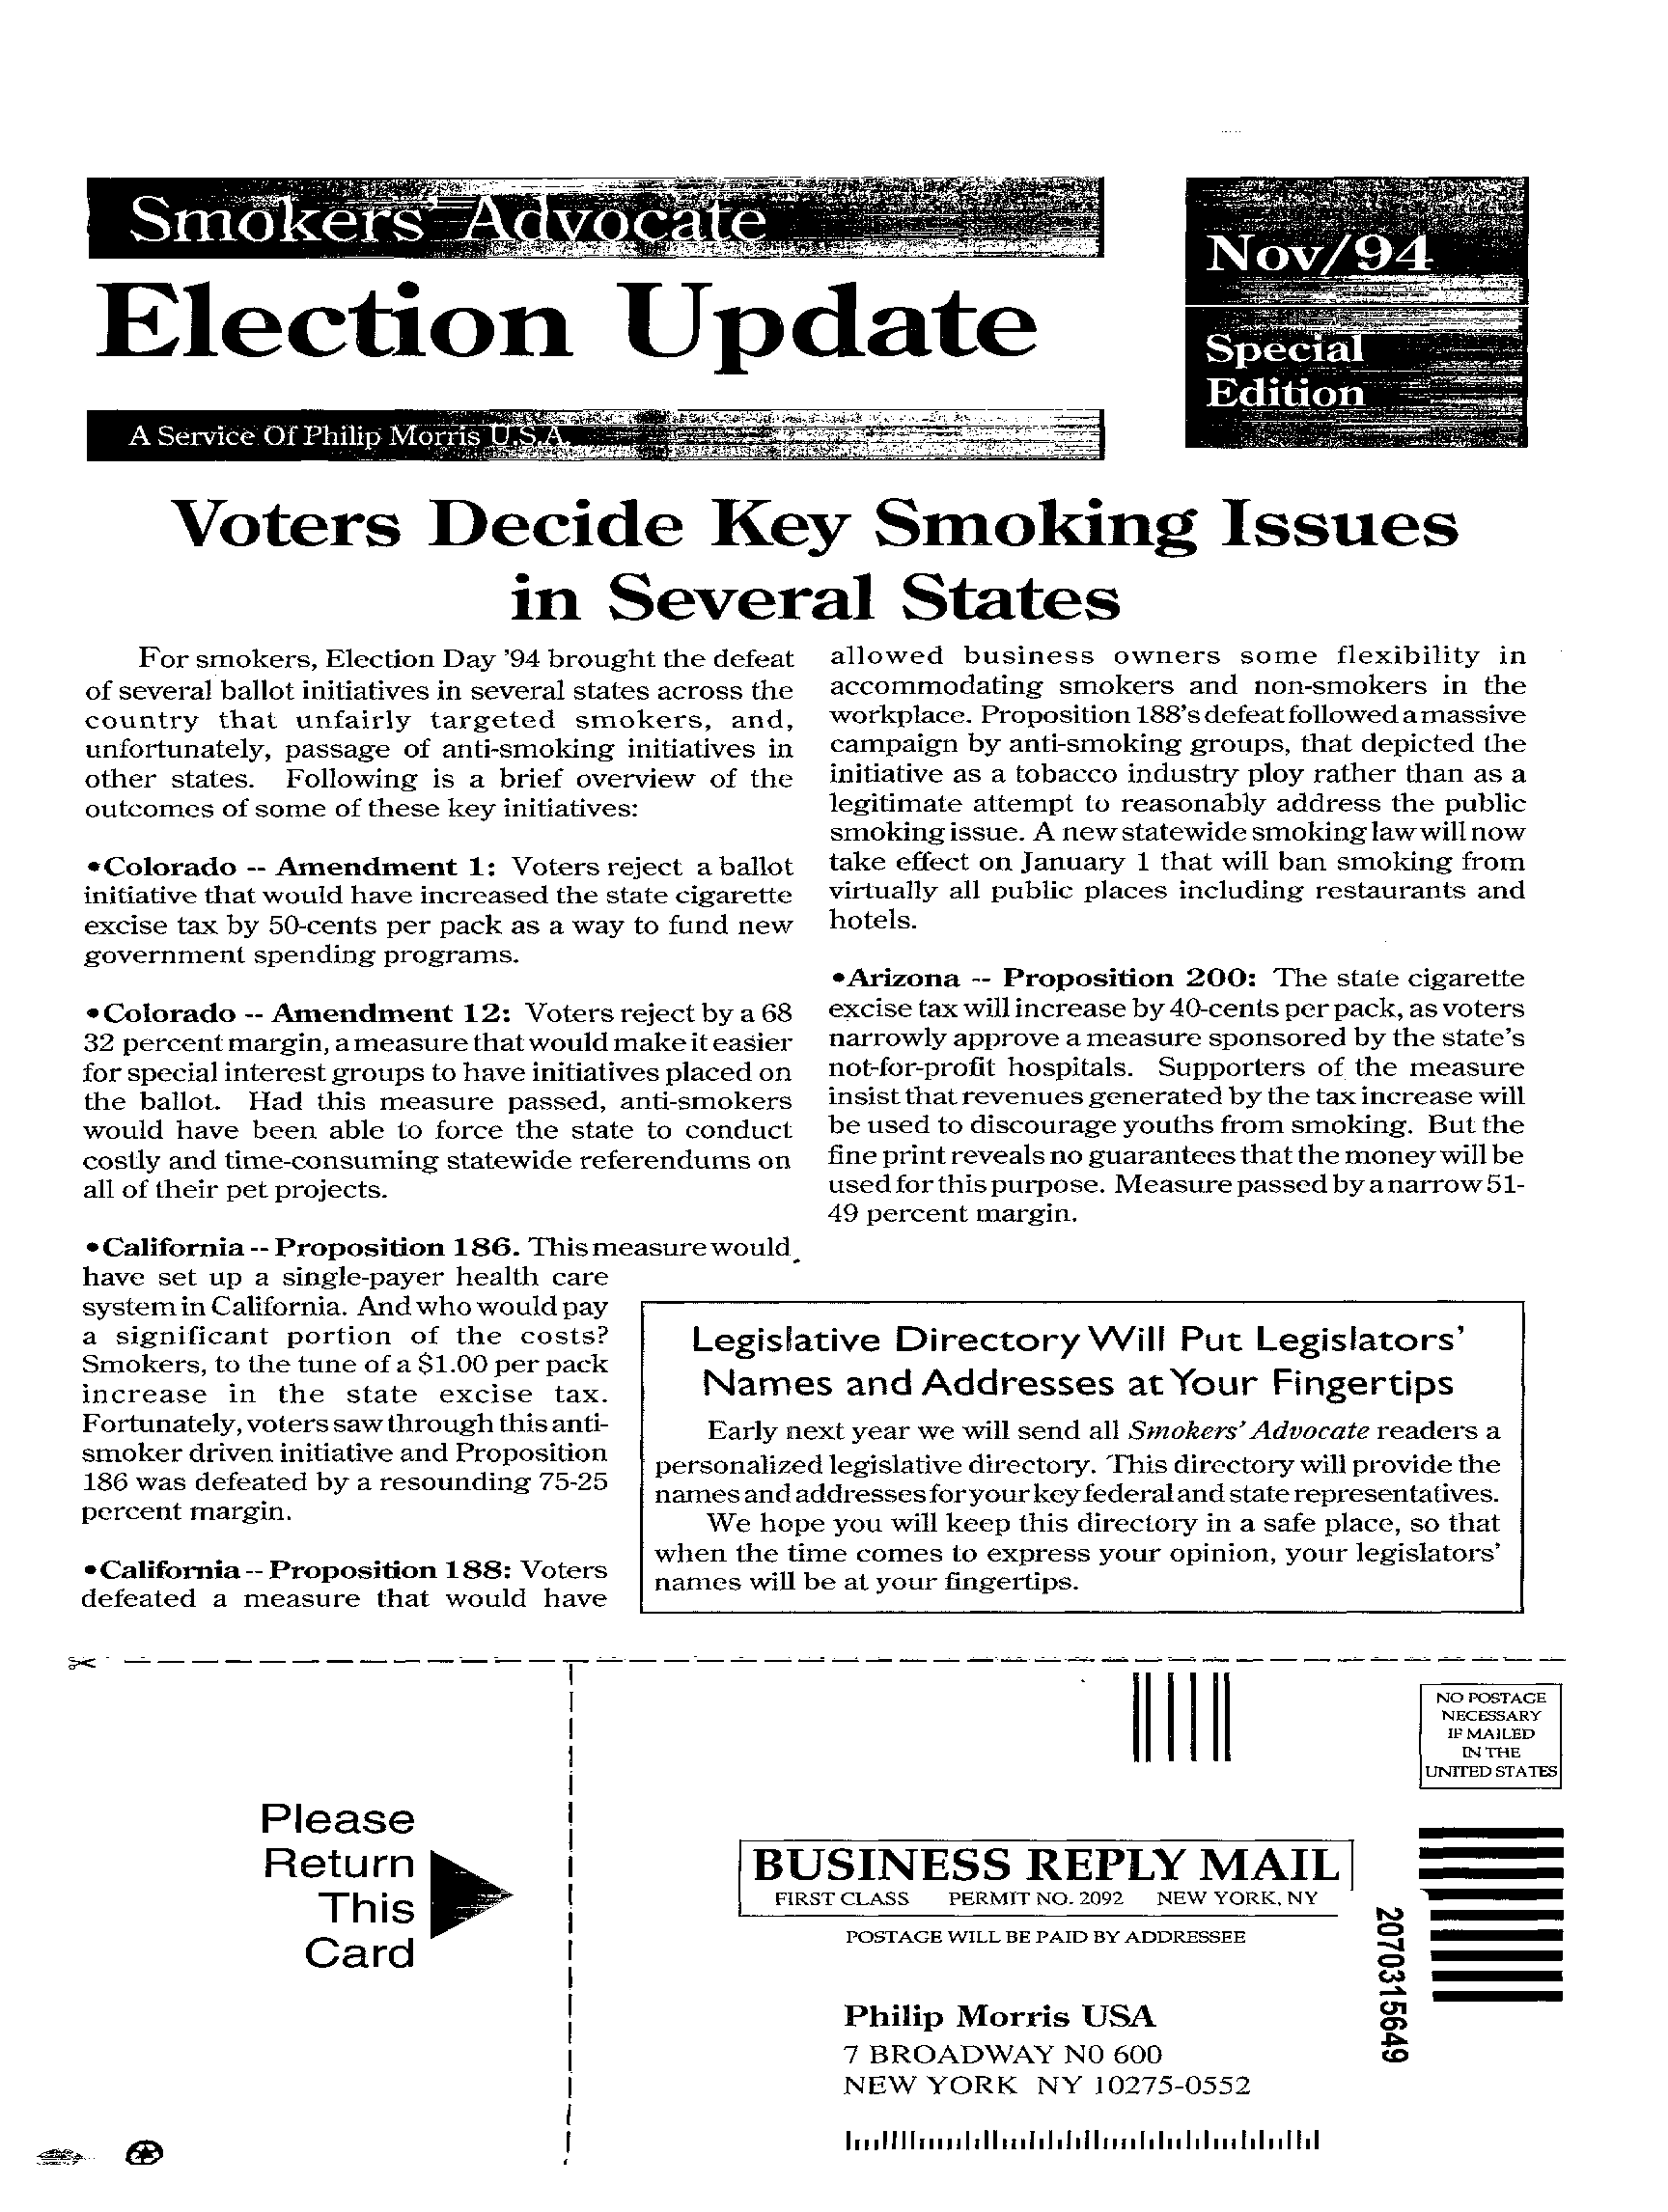 Smokers' Advocate
Election Update
A Service Of Philip Morris U.S.A.
Nov/94
Special
Edition
Voters Decide Key Smoking Issues
in Several States
For smokers, Election Day '94 brought the defeat
of several ballot initiatives in several states across the
country that unfairly targeted smokers, and,
unfortunately, passage of anti-smoking initiatives in
other states. Following is a brief overview of the
outcomes of some of these key initiatives:
•Colorado -- Amendment 1: Voters reject a ballot
initiative that would have increased the state cigarette
excise tax by 50-cents per pack as a way to fund new
government spending programs.
•Colorado -- Amendment 12: Voters reject by a 68
32 percent margin, a measure that would make it easier
for special interest groups to have initiatives placed on
the ballot. Had this measure passed, anti-smokers
would have been able to force the state to conduct
costly and time-consuming statewide referendums on
all of their pet projects.
•California -- Proposition 186. This measure would
have set up a single-payer health care
system in California. And who would pay
a significant portion of the costs?
Smokers, to the tune of a $1.00 per pack
increase in the state excise tax.
Fortunately, voters saw through this anti-
smoker driven initiative and Proposition
186 was defeated by a resounding 75-25
percent margin.
•California -- Proposition 188: Voters
defeated a measure that would have
allowed business owners some flexibility in
accommodating smokers and non-smokers in the
workplace. Proposition 188's defeat followed a massive
campaign by anti-smoking groups, that depicted the
initiative as a tobacco industry ploy rather than as a
legitimate attempt to reasonably address the public
smoking issue. A new statewide smoking law will now
take effect on January 1 that will ban smoking from
virtually all public places including restaurants and
hotels.
•Arizona -- Proposition 200: The state cigarette
excise tax will increase by 40-cents per pack, as voters
narrowly approve a measure sponsored by the state's
not-for-profit hospitals. Supporters of the measure
insist that revenues generated by the tax increase will
be used to discourage youths from smoking. But the
fine print reveals no guarantees that the money will be
used for this purpose. Measure passed by a narrow 51-
49 percent margin.
Legislative Directory Will Put Legislators'
Names and Addresses at Your Fingertips
Early next year we will send all Smokers' Advocate readers a
personalized legislative directory. This directory will provide the
names and addresses for your key federal and state representatives.
We hope you will keep this directory in a safe place, so that
when the time comes to express your opinion, your legislators'
names will be at your fingertips.
Please
Return
This
Card
NO POSTAGE
NECESSARY
IF MAILED
IN THE
UNITED STATES
BUSINESS REPLY MAIL
FIRST CLASS PERMIT NO. 2092 NEW YORK, NY
POSTAGE WILL BE PAID BY ADDRESSEE
Philip Morris USA
7 BROADWAY N0 600
NEW YORK NY 10275-0552
2070315649